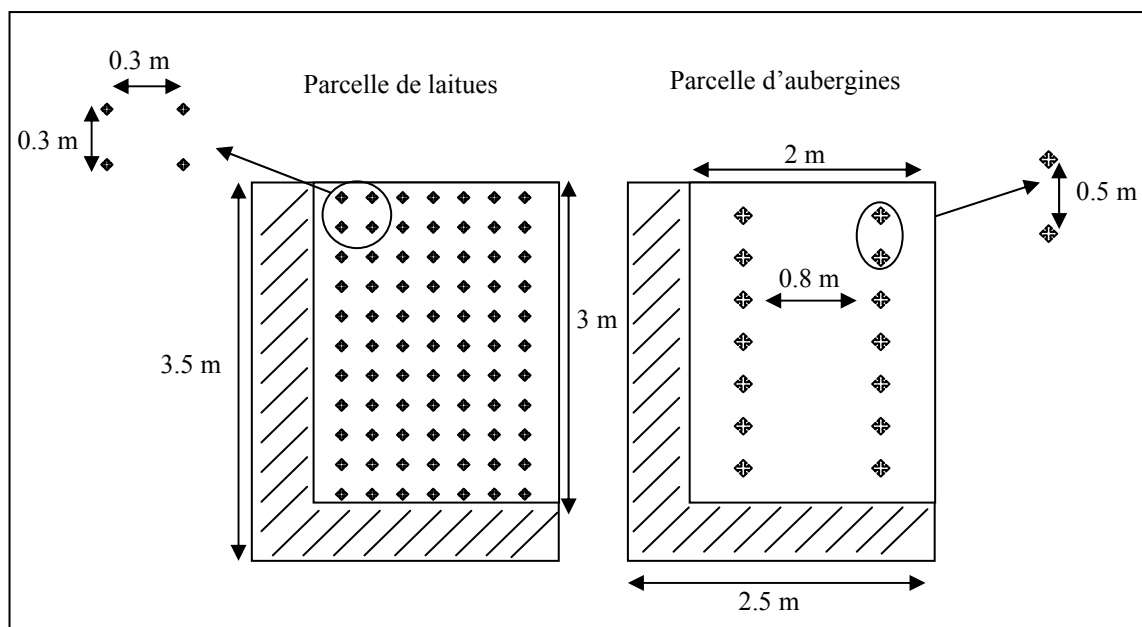 0.3 m
Parcelle de laitues
Parcelle d'aubergines
0.3 m
2 m
0.5 m
0.8 m
3 m
3.5 m
2.5 m